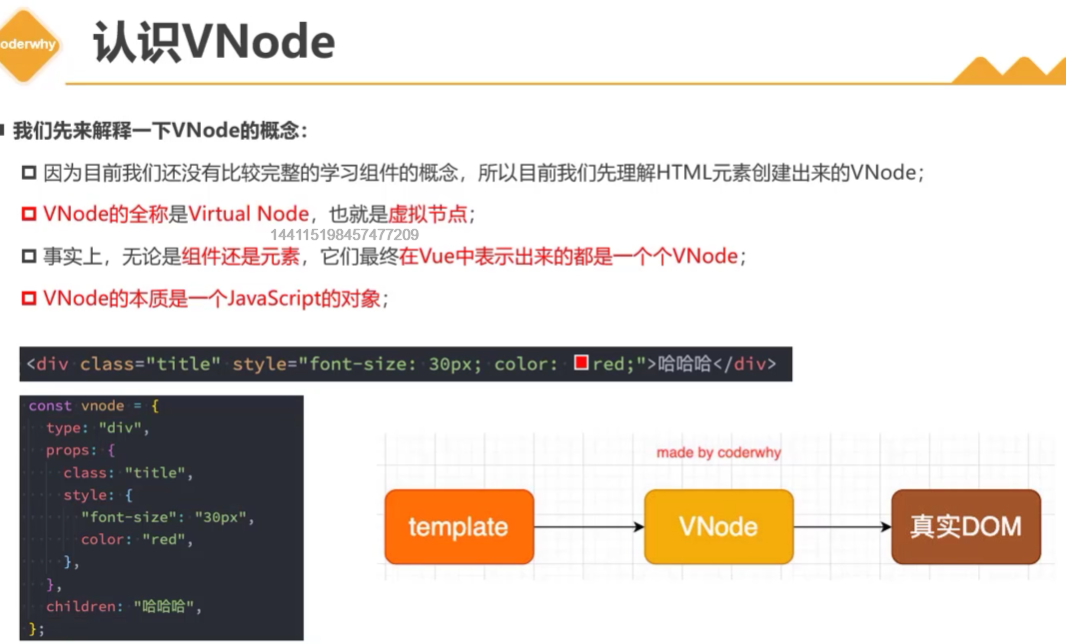 oderwhy
认识VNode
我们先来解释一下VNode的概念：
因为目前我们还没有比较完整的学习组件的概念，所以目前我们先理解HTML元素创建出来的VNode；
VNode的全称是Virtual Node，也就是虚拟节点；
144115198457477209
事实上，无论是组件还是元素，它们最终在Vue中表示出来的都是一个个VNode；
VNode的本质是一个JavaScript的对象；
<div class="title" style="font-size: 30px; color: red;">哈哈哈</div>
const vnode = {
type: "div",
props: {
class: "title",
style: {
"font-size": "30px",
color: "red",
},
},
children: "哈哈哈",
};
made by coderwhy
template
VNode
真实DOM